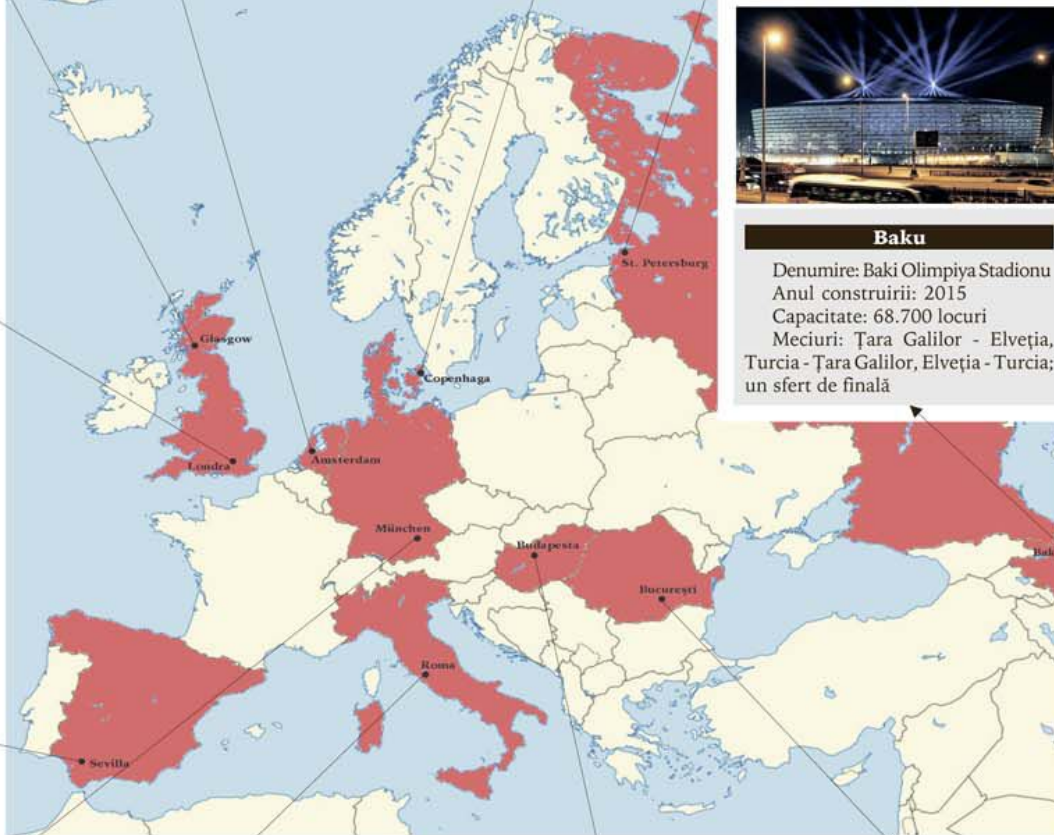 Baku
Denumire: Baki Olimpiya Stadionu
Anul construirii: 2015
Capacitate: 68.700 locuri
Meciuri: Țara Galilor - Elveția,
Turcia - Țara Galilor, Elveția - Turcia;
un sfert de finală
St. Petersburg
Glasgow
Copenhaga
Londra
Amsterdam
München
Budapesta
București
Roma
Sevilla